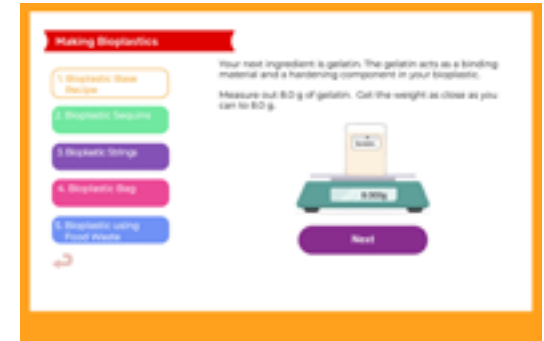 Making Bioplastics
1. Bioplastic Base
Recipe
2. Bioplastic Sequins
3. Bioplastic Strings
4. Bioplastic Bag
5. Bioplastic using
Food Waste
Your next ingredient is gelatin. The gelatin acts as a binding
material and a hardening component in your bioplastic.
Measure out 8.0 g of gelatin. Get the weight as close as you
can to 8.0 g.
Next